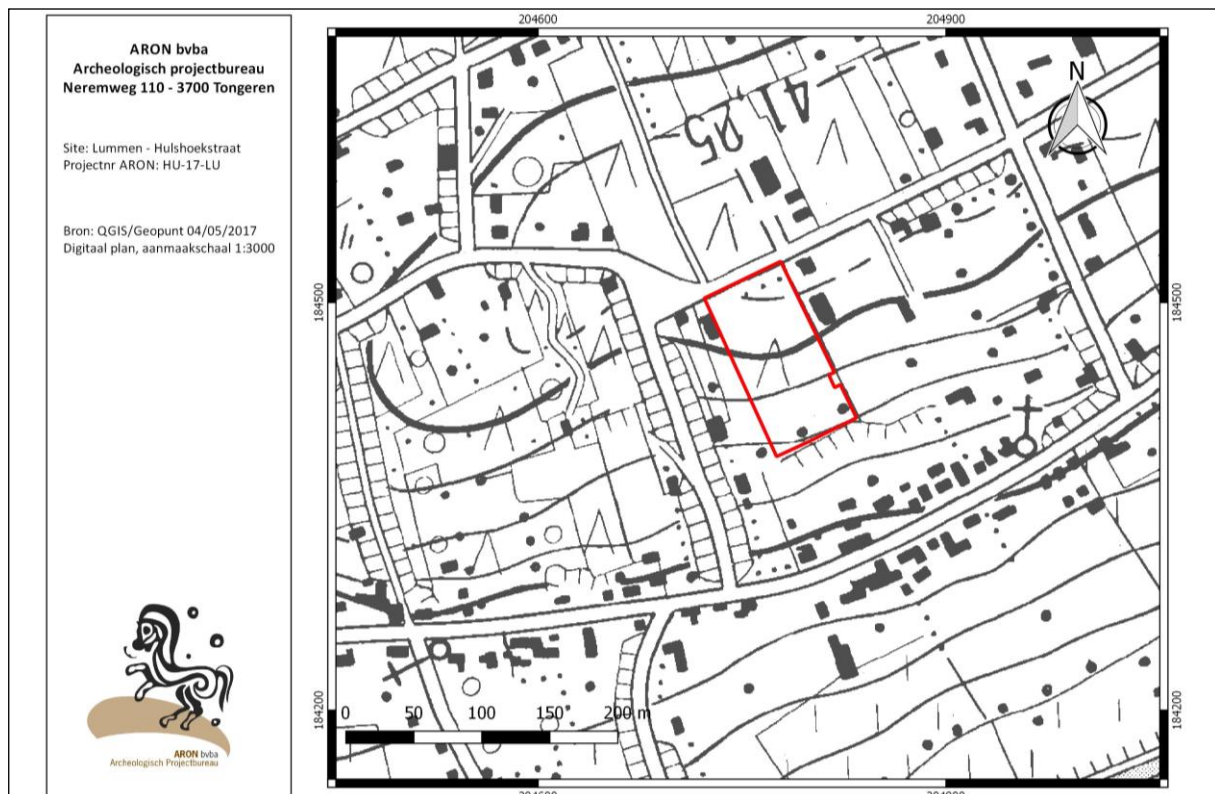 ARON bvba
Archeologisch projectbureau
Neremweg 110 - 3700 Tongeren
Site: Lummen - Hulshoekstraat
Projectnr ARON: HU-17-LU
Bron: QGIS/Geopunt 04/05/2017
Digitaal plan, aanmaakschaal 1:3000
ARON bvba
Archeologisch Projectbureau
204600
204900
N
41,25
184500
184500
184200
184200
0 50 100 150 200 m
204600
204900